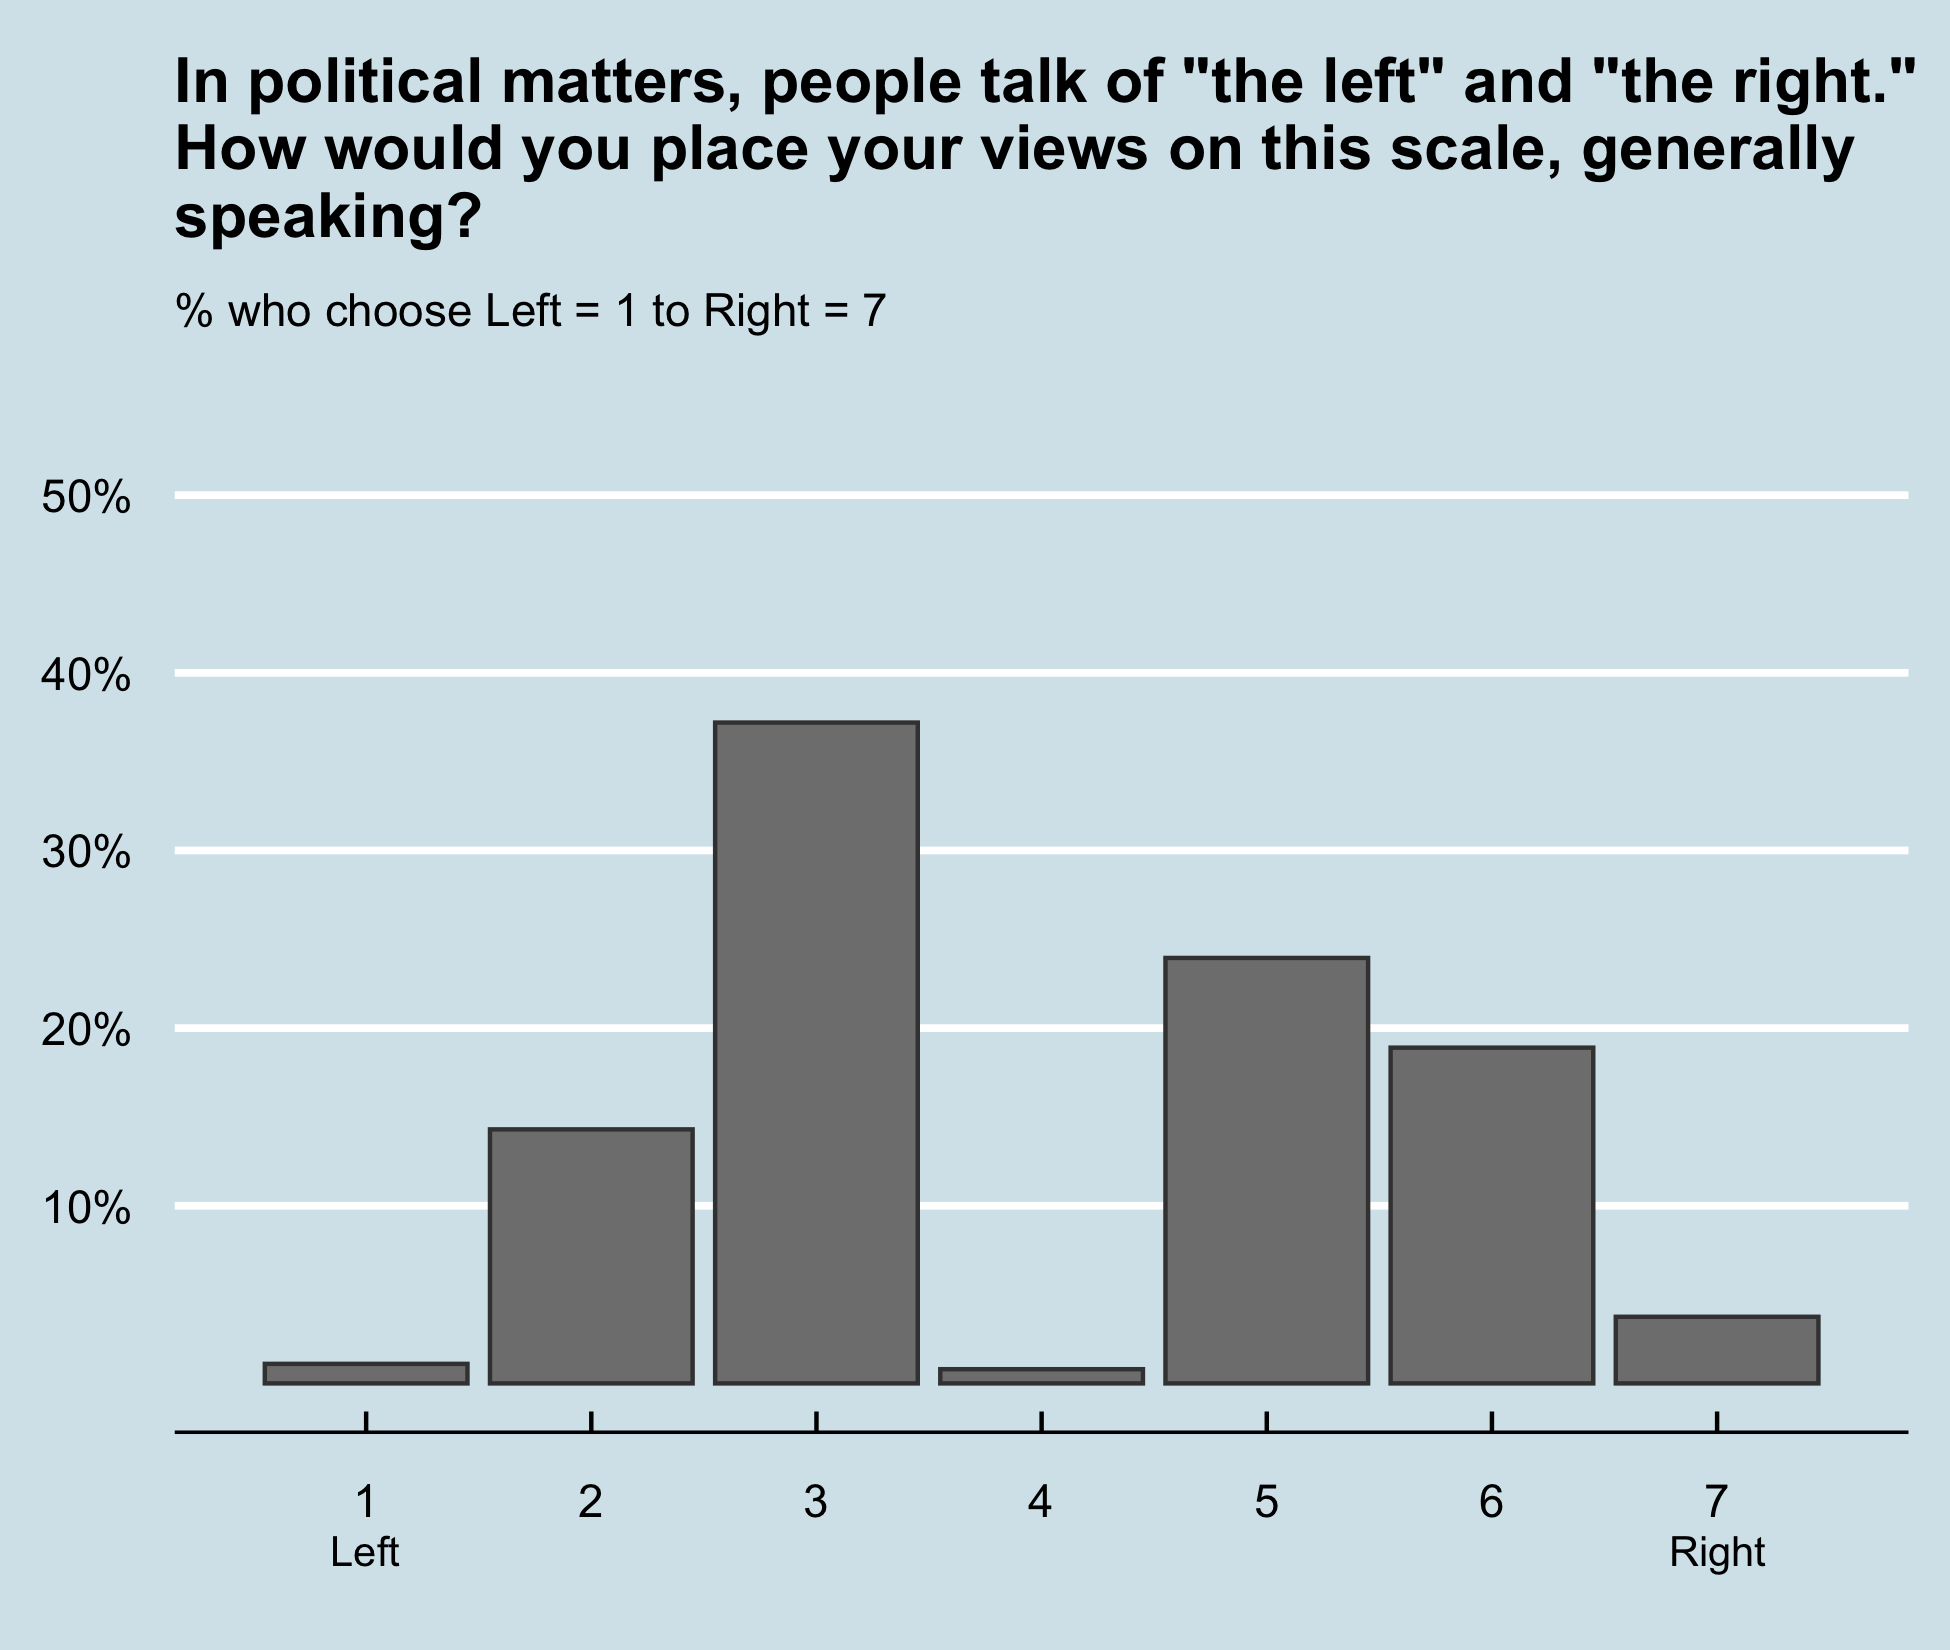 In political matters, people talk of "the left" and "the right."
How would you place your views on this scale, generally
speaking?
% who choose Left = 1 to Right = 7
50%
40%
30%
20%
10%
1 2 3 4 5 6 7
Left Right